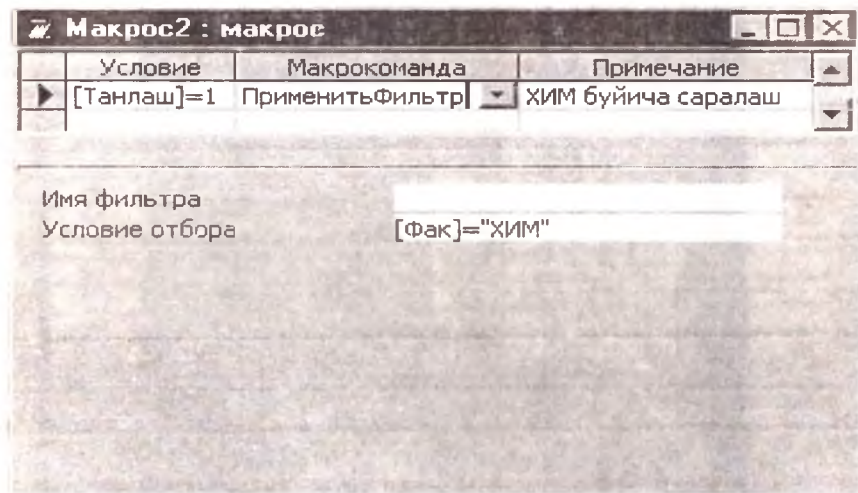 Макрос2 : макрос
Условие Макрокоманда Примечание
[Танлаш]=1 ПрименитьФильтр ХИМ буйича саралаш
Имя фильтра
Условие отбора [Фак]="ХИМ"